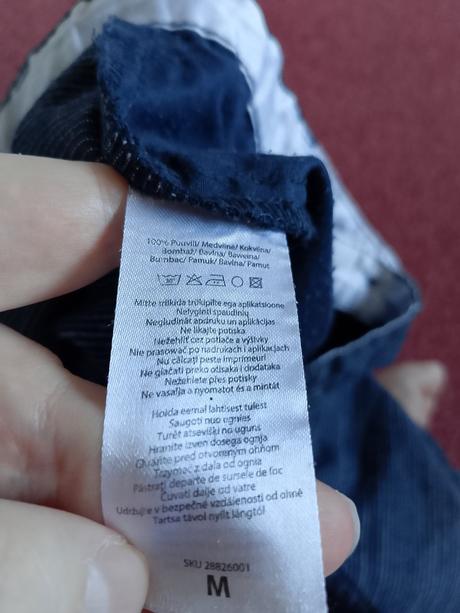 100% Puuvill/ Medvilnė/ Kokvilna/
Bombaž/ Bavlna/ Bawełna/
Bumbac/ Pamuk/ Bavlna/ Pamut
Mitte triikida trükipilte ega aplikatsioone
Nelyginti spaudinių
Negludināt apdruku un aplikācijas
Ne likajte potiska
Nežehlit cez potlače a výšivky
Nie prasować po nadrukach i aplikacjach
Nu călcați peste imprimeu!
Ne glačati preko otiska i dodataka
Nežehlete přes potisky
Ne vasalja a nyomatot és a mintát
Hoida eemal lahtisest tulest
Saugoti nuo ugnies
Turēt atsevišķi no uguns
Hranite izven dosega ognja
Chráňte pred otvoreným ohňom
Trzymać z dala od ognia
Păstrați departe de sursele de foc
Čuvati dalje od vatre
Udržujte v bezpečné vzdálenosti od ohně
Tartsa távol nyílt lángtól
SKU 28826001
M